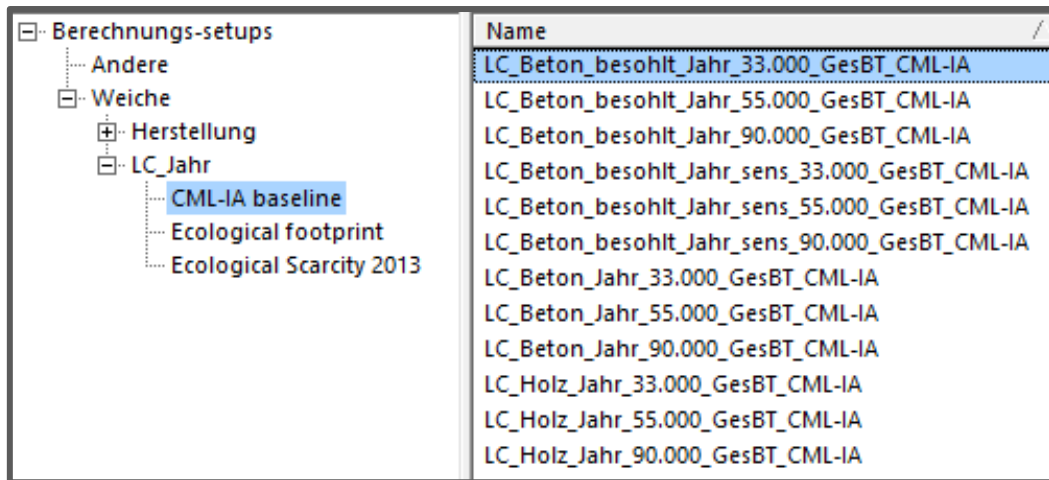 Berechnungs-setups
Andere
Weiche
Herstellung
LC_Jahr
CML-IA baseline
Ecological footprint
Ecological Scarcity 2013
Name
LC_Beton_besohlt_Jahr_33.000_GesBT_CML-IA
LC_Beton_besohlt_Jahr_55.000_GesBT_CML-IA
LC_Beton_besohlt_Jahr_90.000_GesBT_CML-IA
LC_Beton_besohlt_Jahr_sens_33.000_GesBT_CML-IA
LC_Beton_besohlt_Jahr_sens_55.000_GesBT_CML-IA
LC_Beton_besohlt_Jahr_sens_90.000_GesBT_CML-IA
LC_Beton_Jahr_33.000_GesBT_CML-IA
LC_Beton_Jahr_55.000_GesBT_CML-IA
LC_Beton_Jahr_90.000_GesBT_CML-IA
LC_Holz_Jahr_33.000_GesBT_CML-IA
LC_Holz_Jahr_55.000_GesBT_CML-IA
LC_Holz_Jahr_90.000_GesBT_CML-IA